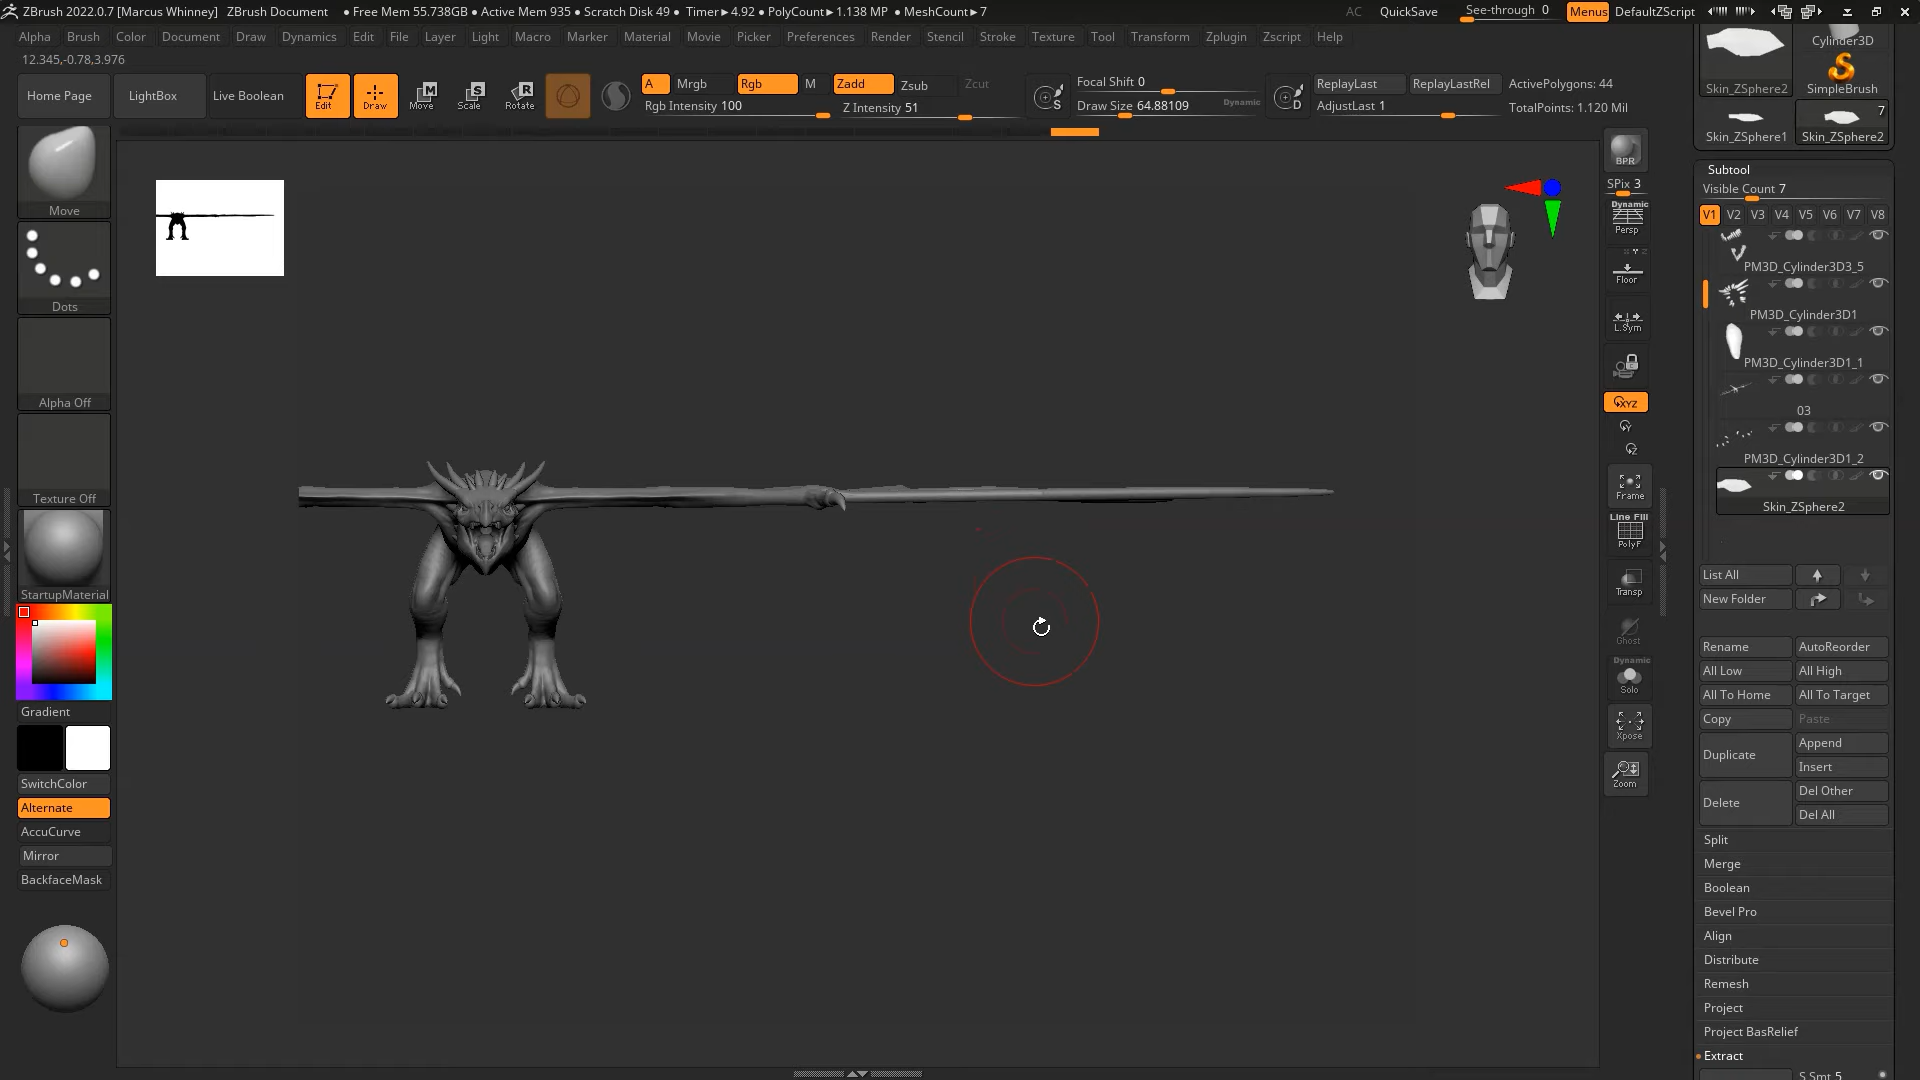 ZBrush 2022.0.7 [Marcus Whinney] ZBrush Document ● Free Mem 55.738GB ● Active Mem 935 ● Scratch Disk 49 ● Timer►4.92 ● PolyCount►1.138 MP ● MeshCount►7 AC QuickSave See-through 0 Menus DefaultZScript
Alpha Brush Color Document Draw Dynamics Edit File Layer Light Macro Marker Material Movie Picker Preferences Render Stencil Stroke Texture Tool Transform Zplugin Zscript Help
12.345,-0.78,3.976
Home Page LightBox Live Boolean Edit Draw Move Scale Rotate
A Mrgb Rgb M Zadd Zsub Zcut
Rgb Intensity 100 Z Intensity 51
S
Focal Shift 0
Draw Size 64.88109 Dynamic
D
ReplayLast ReplayLastRel
AdjustLast 1
ActivePolygons: 44
TotalPoints: 1.120 Mil
Move
Dots
Alpha Off
Texture Off
StartupMaterial
Gradient
SwitchColor
Alternate
AccuCurve
Mirror
BackfaceMask
BPR
SPix 3
Dynamic
Persp
Floor
L.Sym
XYZ
Y
Z
Frame
Line Fill
PolyF
Transp
Ghost
Dynamic
Solo
Xpose
Zoom
Skin_ZSphere2
Cylinder3D
SimpleBrush
7
Skin_ZSphere1 Skin_ZSphere2
Subtool
Visible Count 7
V1 V2 V3 V4 V5 V6 V7 V8
PM3D_Cylinder3D3_5
PM3D_Cylinder3D1
PM3D_Cylinder3D1_1
03
PM3D_Cylinder3D1_2
Skin_ZSphere2
List All
New Folder
Rename AutoReorder
All Low All High
All To Home All To Target
Copy Paste
Duplicate Append
Insert
Delete Del Other
Del All
Split
Merge
Boolean
Bevel Pro
Align
Distribute
Remesh
Project
Project BasRelief
Extract
S Smt 5